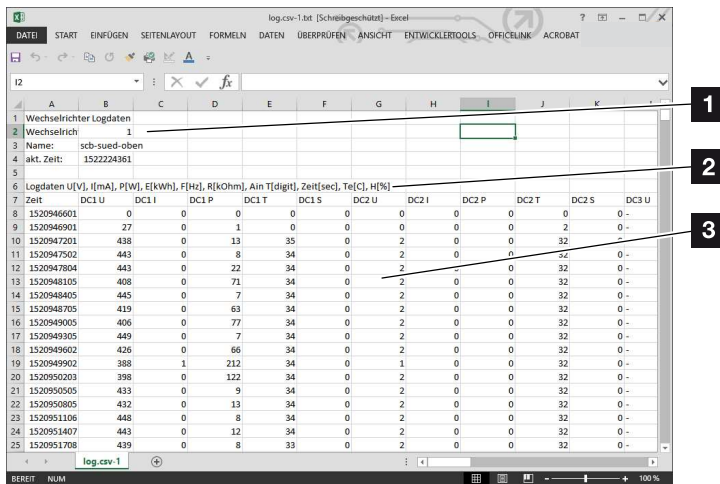 log.csv-1.txt [Schreibgeschützt] - Excel
DATEI START EINFÜGEN SEITENLAYOUT FORMELN DATEN ÜBERPRÜFEN ANSICHT ENTWICKLERTOOLS OFFICELINK ACROBAT
I2 fx
A B C D E F G H I J K L
1 Wechselrichter Logdaten
2 Wechselrich 1
3 Name: scb-sued-oben
4 akt. Zeit: 1522224361
5
6 Logdaten U[V], I[mA], P[W], E[kWh], F[Hz], R[kOhm], Ain T[digit], Zeit[sec], Te[C], H[%]
7 Zeit DC1 U DC1 I DC1 P DC1 T DC1 S DC2 U DC2 I DC2 P DC2 T DC2 S DC3 U
8 1520946601 0 0 0 0 0 0 0 0 0 0 -
9 1520946901 27 0 1 0 0 0 0 0 2 0 -
10 1520947201 438 0 13 35 0 2 0 0 32
11 1520947502 443 0 8 34 0 2 0 0 32 0 -
12 1520947804 443 0 22 34 0 2 0 32 0 -
13 1520948105 408 0 71 34 0 2 0 0 32 0 -
14 1520948405 445 0 7 34 0 2 0 0 32 0 -
15 1520948705 419 0 63 34 0 2 0 0 32 0 -
16 1520949005 406 0 77 34 0 2 0 0 32 0 -
17 1520949305 449 0 7 34 0 2 0 0 32 0 -
18 1520949602 426 0 66 34 0 2 0 0 32 0 -
19 1520949902 388 1 212 34 0 1 0 0 32 0 -
20 1520950203 398 0 122 34 0 2 0 0 32 0 -
21 1520950505 433 0 9 34 0 2 0 0 32 0 -
22 1520950805 432 0 13 34 0 2 0 0 32 0 -
23 1520951106 448 0 8 34 0 2 0 0 32 0 -
24 1520951407 443 0 12 34 0 2 0 0 32 0 -
25 1520951708 439 0 8 33 0 2 0 0 32 0 -
log.csv-1
BEREIT NUM 100 %
1
2
3